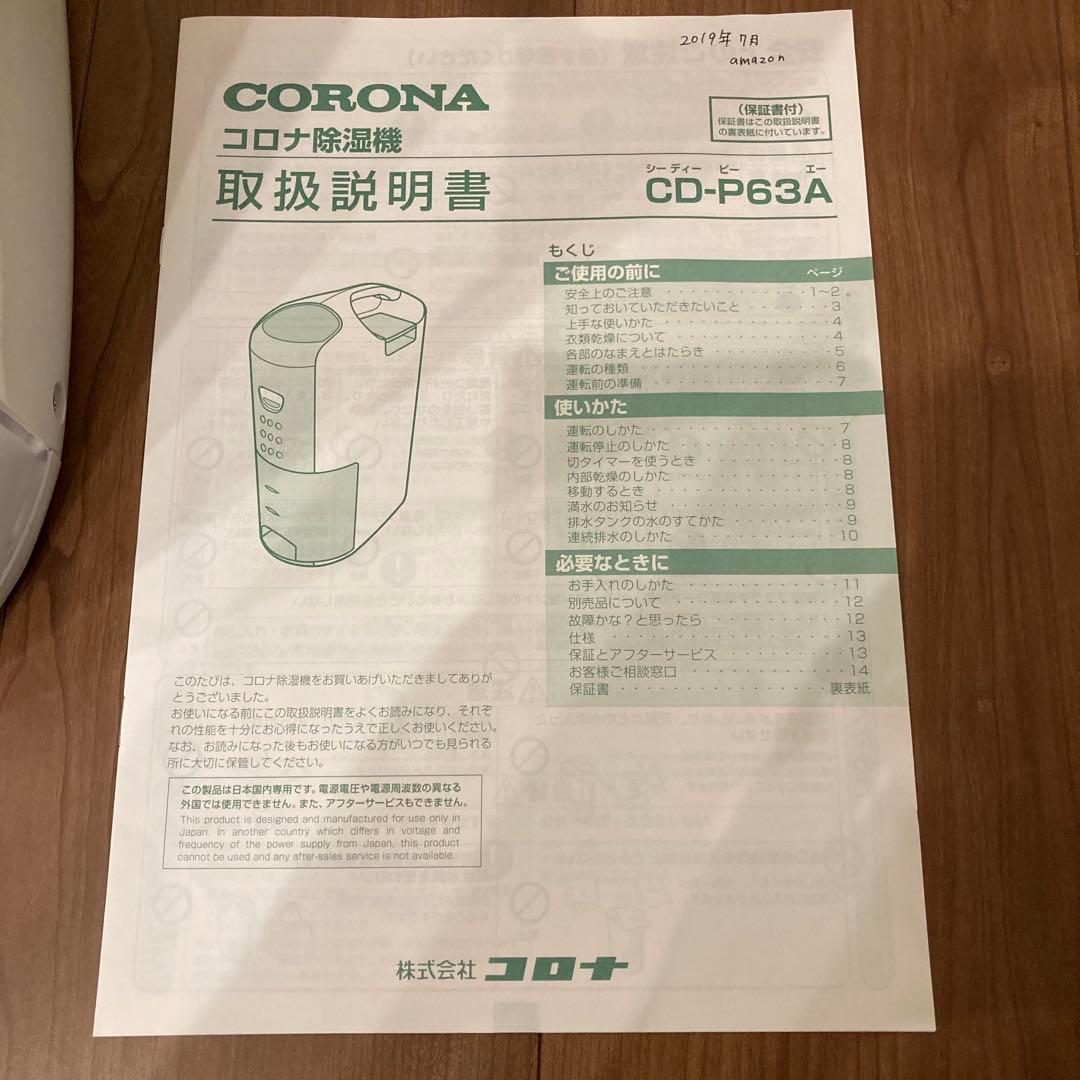 2019年7月
amazon
CORONA
コロナ除湿機
取扱説明書
(保証書付)
保証書はこの取扱説明書
の裏表紙に付いています。
シーディー ピー エー
CD-P63A
もくじ
ご使用の前に ページ
安全上のご注意 ・・・・・・・・・・・・ 1~2
知っておいていただきたいこと ・・・・・・・ 3
上手な使いかた ・・・・・・・・・・・・・ 4
衣類乾燥について ・・・・・・・・・・・・ 4
各部のなまえとはたらき ・・・・・・・・・ 5
運転の種類 ・・・・・・・・・・・・・・・ 6
運転前の準備 ・・・・・・・・・・・・・・ 7
使いかた
運転のしかた ・・・・・・・・・・・・・・ 7
運転停止のしかた ・・・・・・・・・・・・ 8
切タイマーを使うとき ・・・・・・・・・・ 8
内部乾燥のしかた ・・・・・・・・・・・・ 8
移動するとき ・・・・・・・・・・・・・・ 8
満水のお知らせ ・・・・・・・・・・・・・ 9
排水タンクの水のすてかた ・・・・・・・・ 9
連続排水のしかた ・・・・・・・・・・・・ 10
必要なときに
お手入れのしかた ・・・・・・・・・・・・ 11
別売品について ・・・・・・・・・・・・・ 12
故障かな?と思ったら ・・・・・・・・・・ 12
仕様 ・・・・・・・・・・・・・・・・・・ 13
保証とアフターサービス ・・・・・・・・・ 13
お客様ご相談窓口 ・・・・・・・・・・・・ 14
保証書 ・・・・・・・・・・・・・・・ 裏表紙
このたびは、コロナ除湿機をお買いあげいただきましてありが
とうございました。
お使いになる前にこの取扱説明書をよくお読みになり、それぞ
れの性能を十分にお心得になったうえで正しくお使いください。
なお、お読みになった後もお使いになる方がいつでも見られる
所に大切に保管してください。
この製品は日本国内専用です。電源電圧や電源周波数の異なる
外国では使用できません。また、アフターサービスもできません。
This product is designed and manufactured for use only in
Japan. In another country which differs in voltage and
frequency of the power supply from Japan, this product
cannot be used and any after-sales service is not available.
株式会社 コロナ